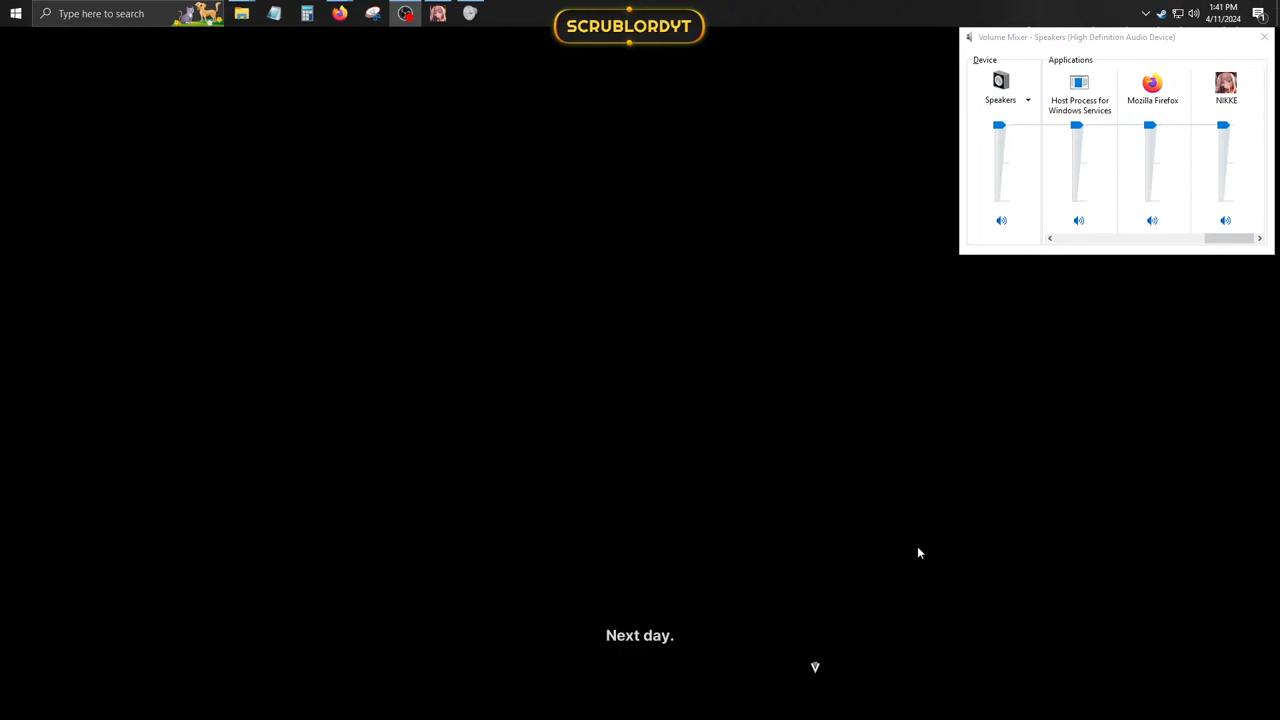 Type here to search
SCRUBLORDYT
1:41 PM
4/11/2024
1
Volume Mixer - Speakers (High Definition Audio Device)
Device
Applications
Speakers
Host Process for
Windows Services
Mozilla Firefox
NIKKE
Next day.